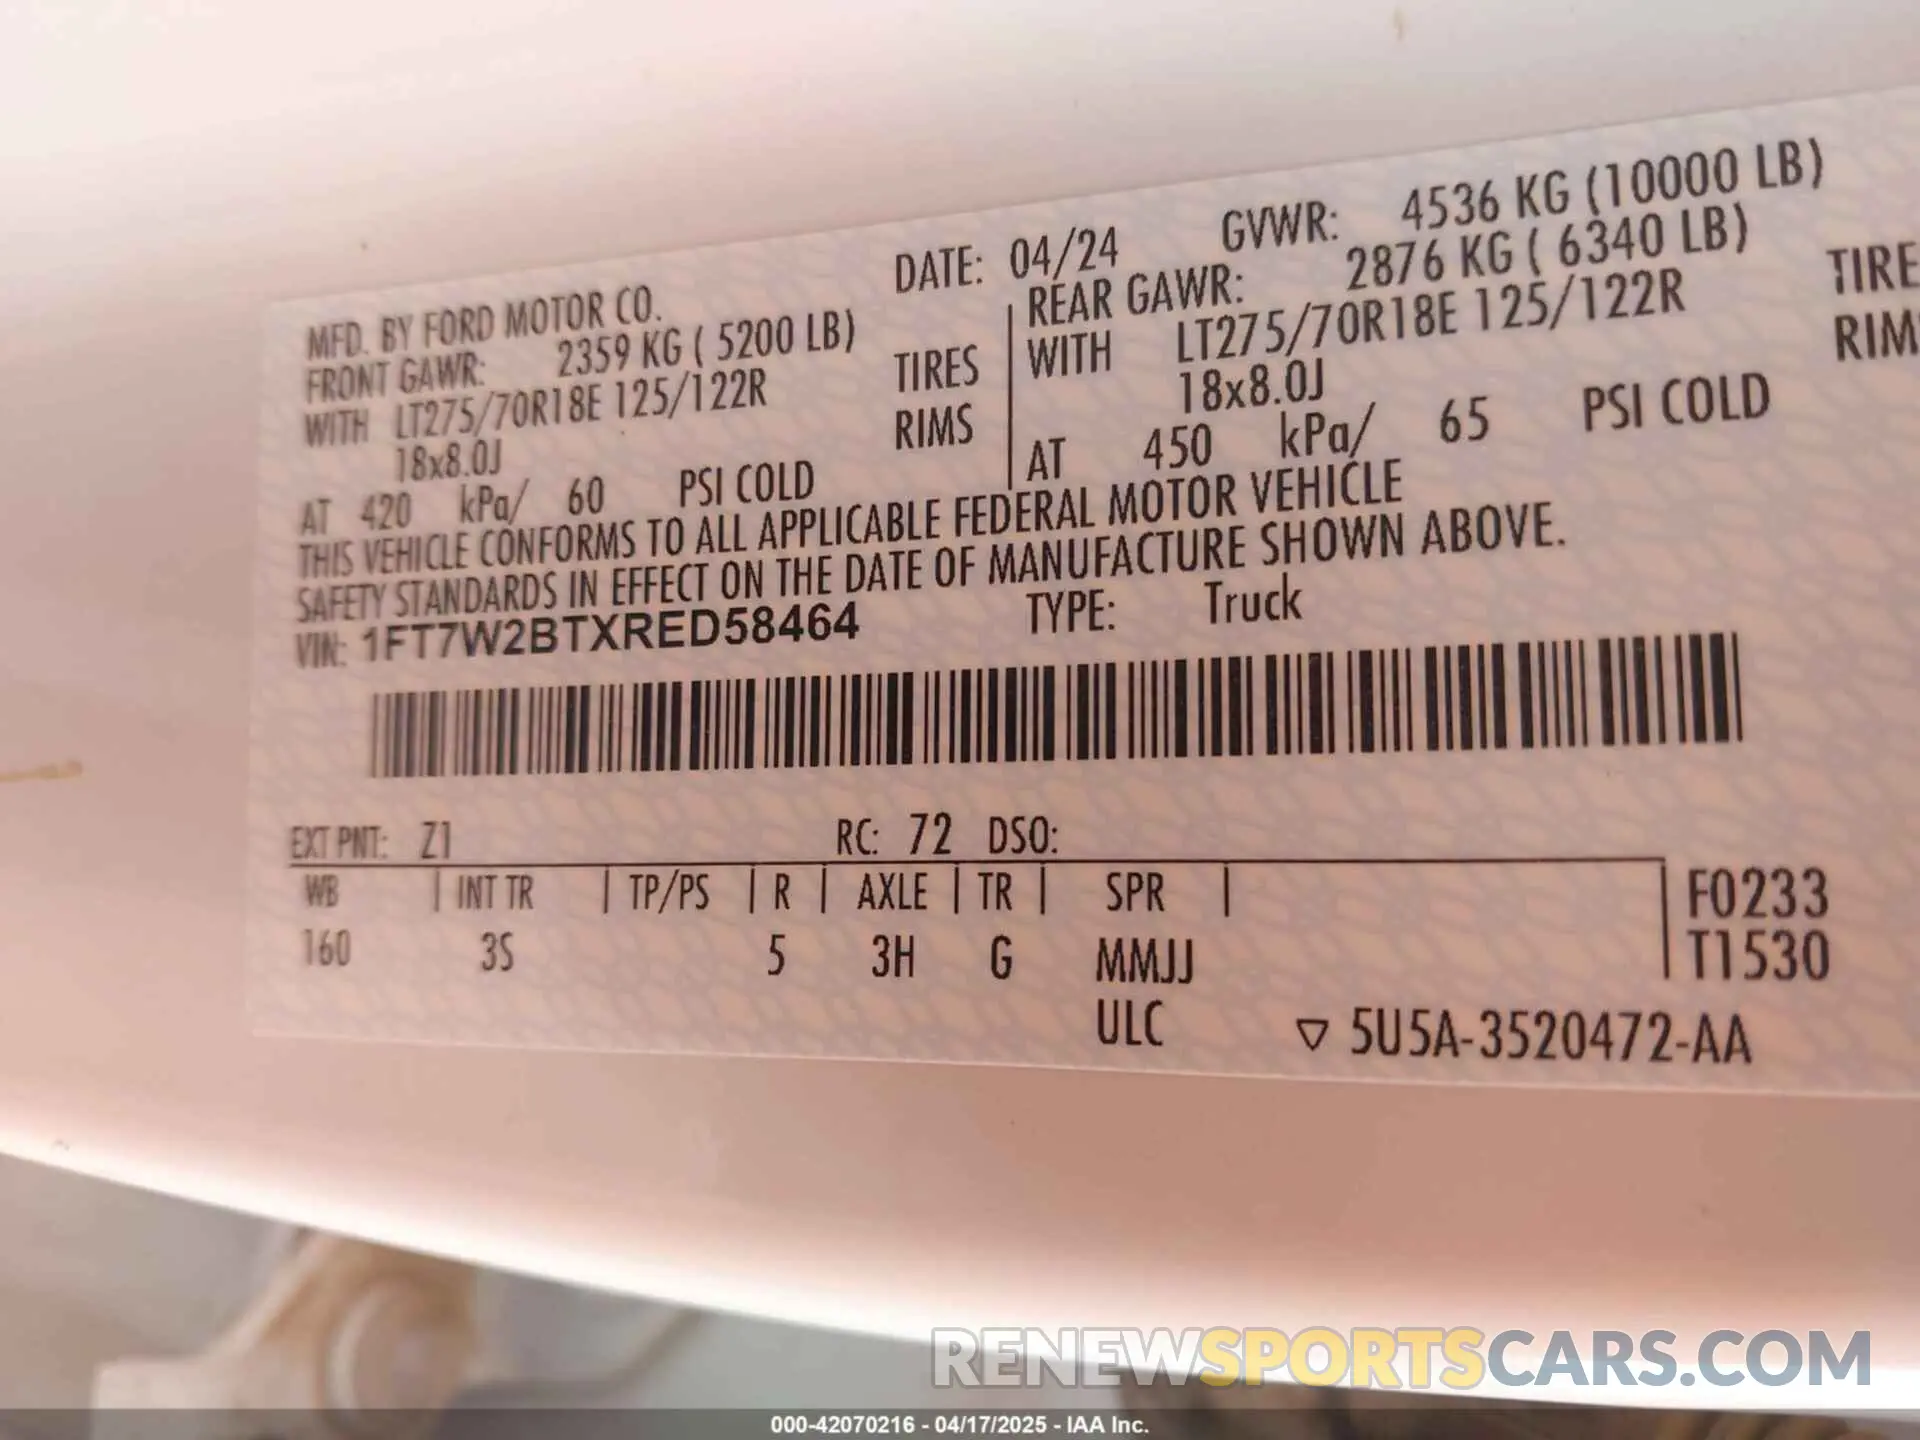 DATE: 04/24 GVWR: 4536 KG (10000 LB)
MFD. BY FORD MOTOR CO.
FRONT GAWR: 2359 KG ( 5200 LB)
WITH LT275/70R18E 125/122R TIRES
18x8.0J RIMS
AT 420 kPa/ 60 PSI COLD
REAR GAWR: 2876 KG ( 6340 LB)
WITH LT275/70R18E 125/122R TIRE
18x8.0J RIM
AT 450 kPa/ 65 PSI COLD
THIS VEHICLE CONFORMS TO ALL APPLICABLE FEDERAL MOTOR VEHICLE
SAFETY STANDARDS IN EFFECT ON THE DATE OF MANUFACTURE SHOWN ABOVE.
VIN: 1FT7W2BTXRED58464 TYPE: Truck
EXT PNT: Z1 RC: 72 DSO:
WB | INT TR | TP/PS | R | AXLE | TR | SPR | F0233
160 3S 5 3H G MMJJ T1530
ULC ▽ 5U5A-3520472-AA
RENEWSPORTSCARS.COM
000-42070216 - 04/17/2025 - IAA Inc.